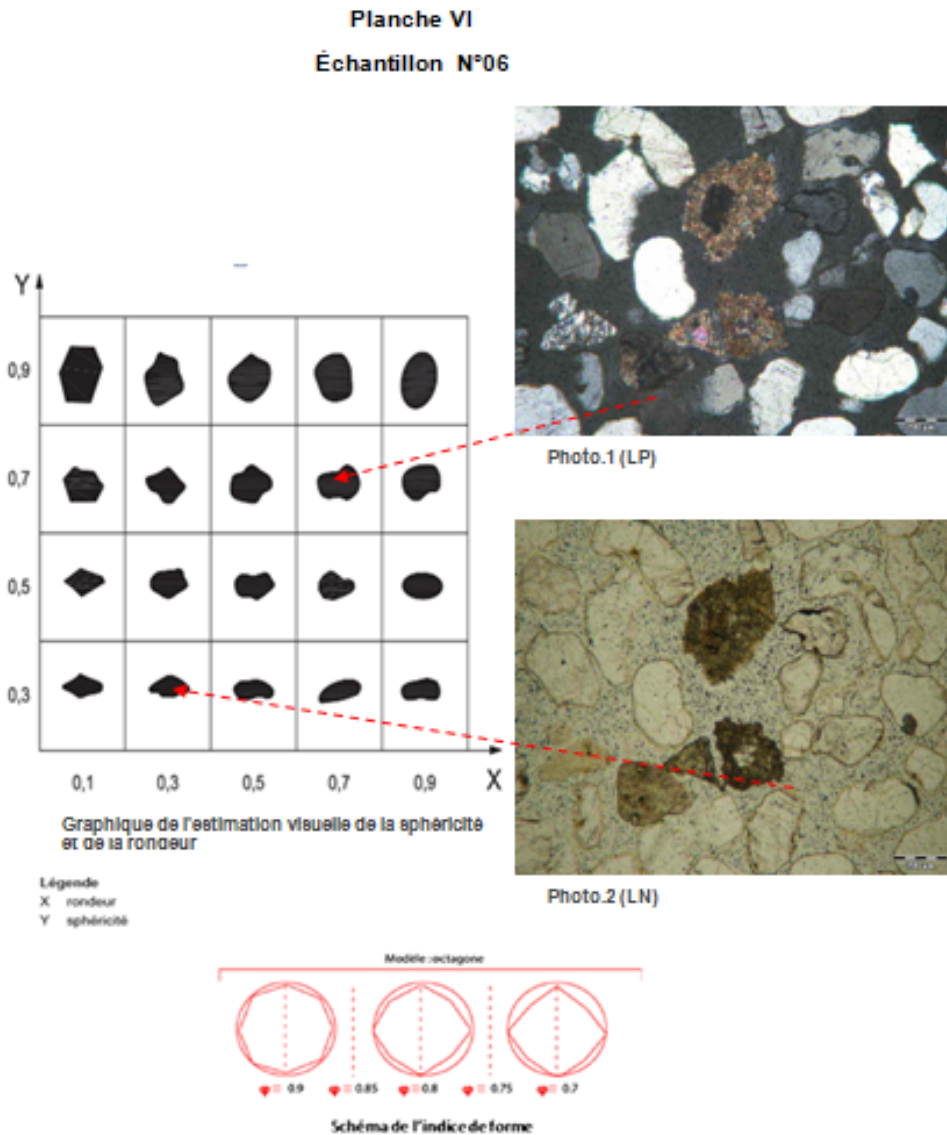 Planche VI
Échantillon N°06
Y
0,9
0,7
0,5
0,3
0,1 0,3 0,5 0,7 0,9 X
Graphique de l'estimation visuelle de la sphéricité
et de la rondeur
Légende
X rondeur
Y sphéricité
Photo.1 (LP)
Photo.2 (LN)
Modèle :octagone
= 0.9 = 0.85 = 0.8 = 0.75 = 0.7
Schéma de l'indice de forme